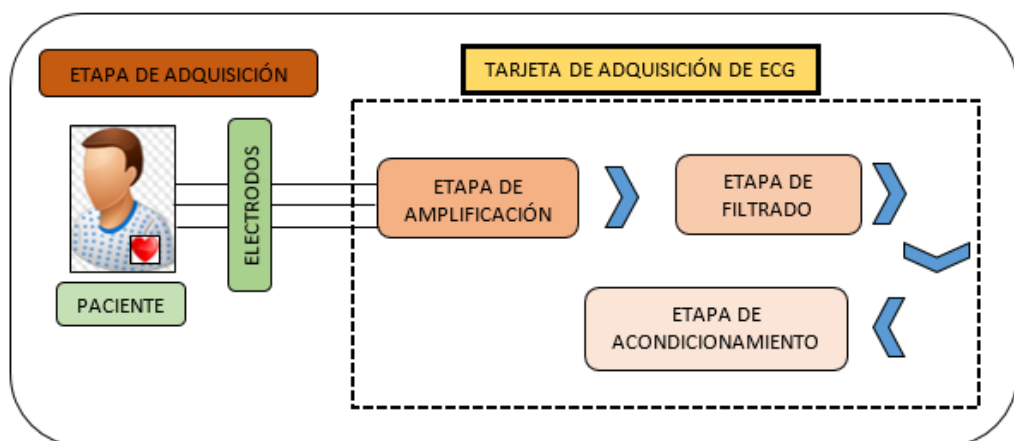 ETAPA DE ADQUISICIÓN
TARJETA DE ADQUISICIÓN DE ECG
PACIENTE
ELECTRODOS
ETAPA DE
AMPLIFICACIÓN
ETAPA DE
FILTRADO
ETAPA DE
ACONDICIONAMIENTO